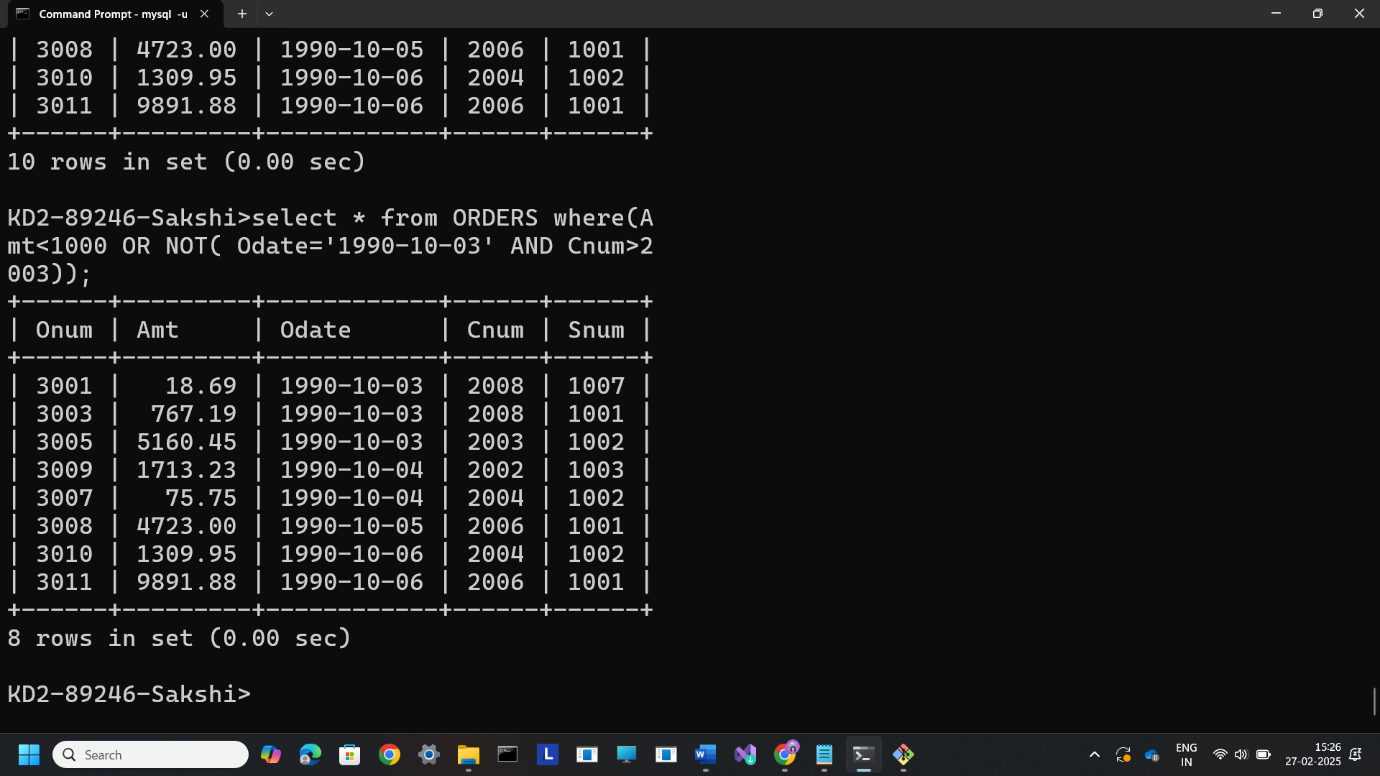 Command Prompt - mysql -u
| 3008 | 4723.00 | 1990-10-05 | 2006 | 1001 |
| 3010 | 1309.95 | 1990-10-06 | 2004 | 1002 |
| 3011 | 9891.88 | 1990-10-06 | 2006 | 1001 |
+------+---------+------------+------+------+
10 rows in set (0.00 sec)
KD2-89246-Sakshi>select * from ORDERS where(A
mt<1000 OR NOT( Odate='1990-10-03' AND Cnum>2
003));
+------+---------+------------+------+------+
| Onum | Amt     | Odate      | Cnum | Snum |
+------+---------+------------+------+------+
| 3001 |   18.69 | 1990-10-03 | 2008 | 1007 |
| 3003 |  767.19 | 1990-10-03 | 2008 | 1001 |
| 3005 | 5160.45 | 1990-10-03 | 2003 | 1002 |
| 3009 | 1713.23 | 1990-10-04 | 2002 | 1003 |
| 3007 |   75.75 | 1990-10-04 | 2004 | 1002 |
| 3008 | 4723.00 | 1990-10-05 | 2006 | 1001 |
| 3010 | 1309.95 | 1990-10-06 | 2004 | 1002 |
| 3011 | 9891.88 | 1990-10-06 | 2006 | 1001 |
+------+---------+------------+------+------+
8 rows in set (0.00 sec)
KD2-89246-Sakshi>
Search
L
W
ENG
IN
15:26
27-02-2025